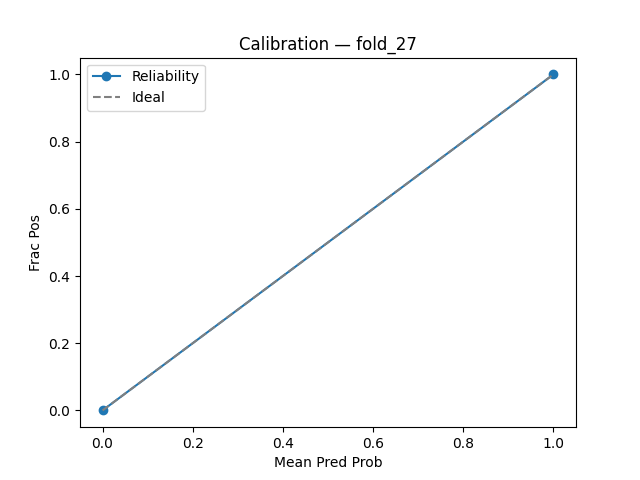 Calibration — fold_27
Reliability
Ideal
Frac Pos
1.0
0.8
0.6
0.4
0.2
0.0
0.0 0.2 0.4 0.6 0.8 1.0
Mean Pred Prob